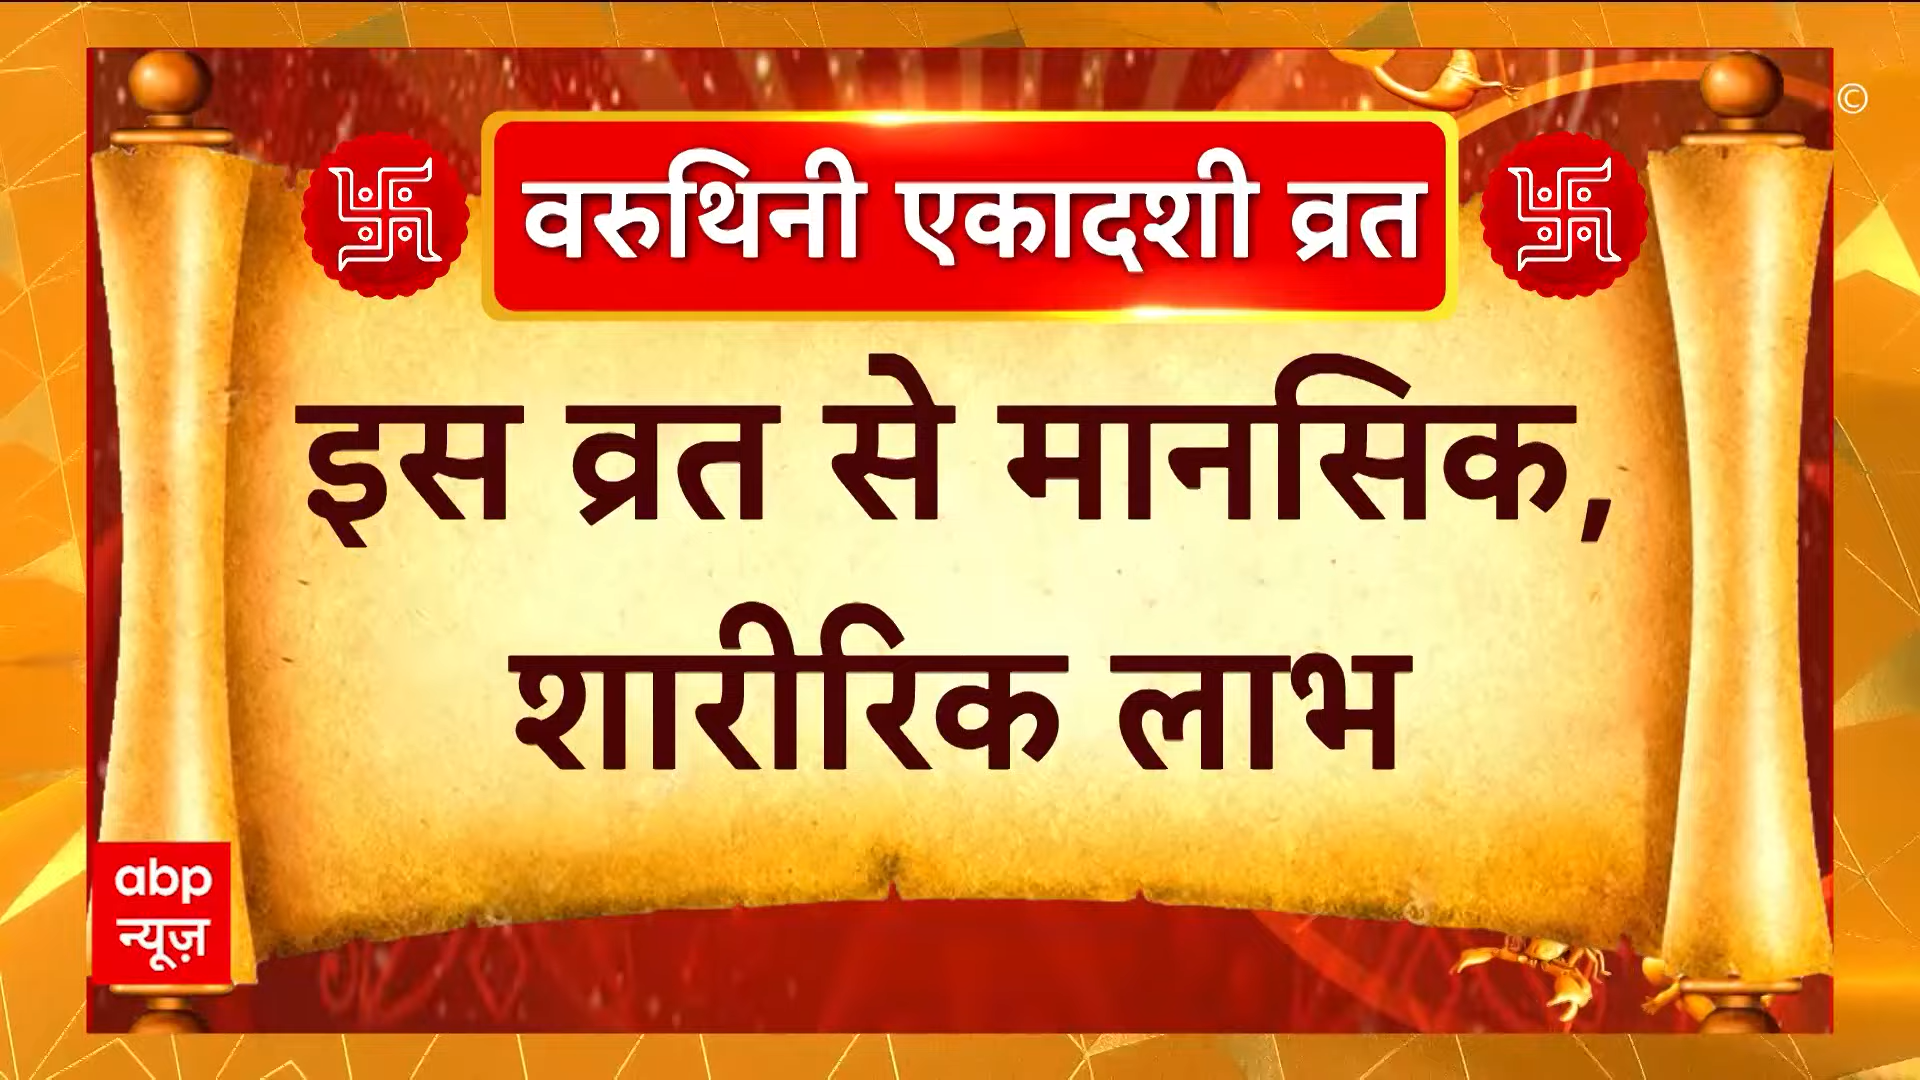 ©
वरुथिनी एकादशी व्रत
इस व्रत से मानसिक,
शारीरिक लाभ
abp
न्यूज़